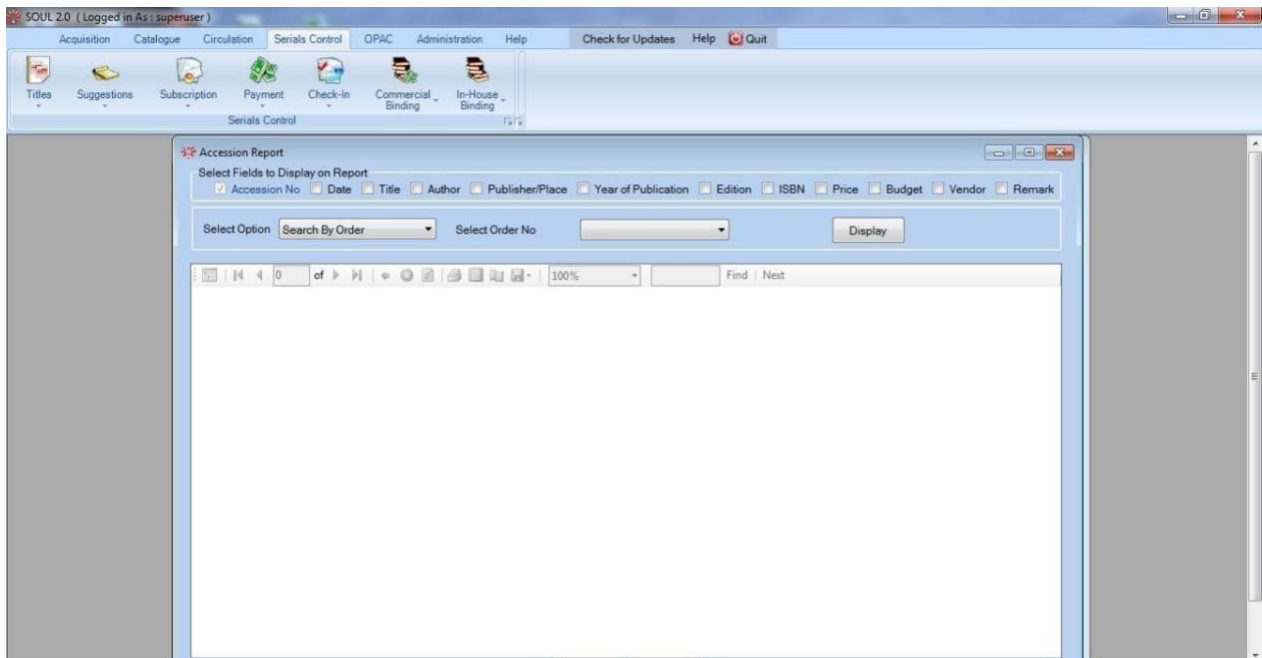 SOUL 2.0 ( Logged in As : superuser )
Acquisition Catalogue Circulation Serials Control OPAC Administration Help Check for Updates Help Quit
Titles Suggestions Subscription Payment Check-In Commercial Binding In-House Binding
Serials Control
Accession Report
Select Fields to Display on Report
Accession No Date Title Author Publisher/Place Year of Publication Edition ISBN Price Budget Vendor Remark
Select Option Search By Order Select Order No Display
0 of 100% Find | Next